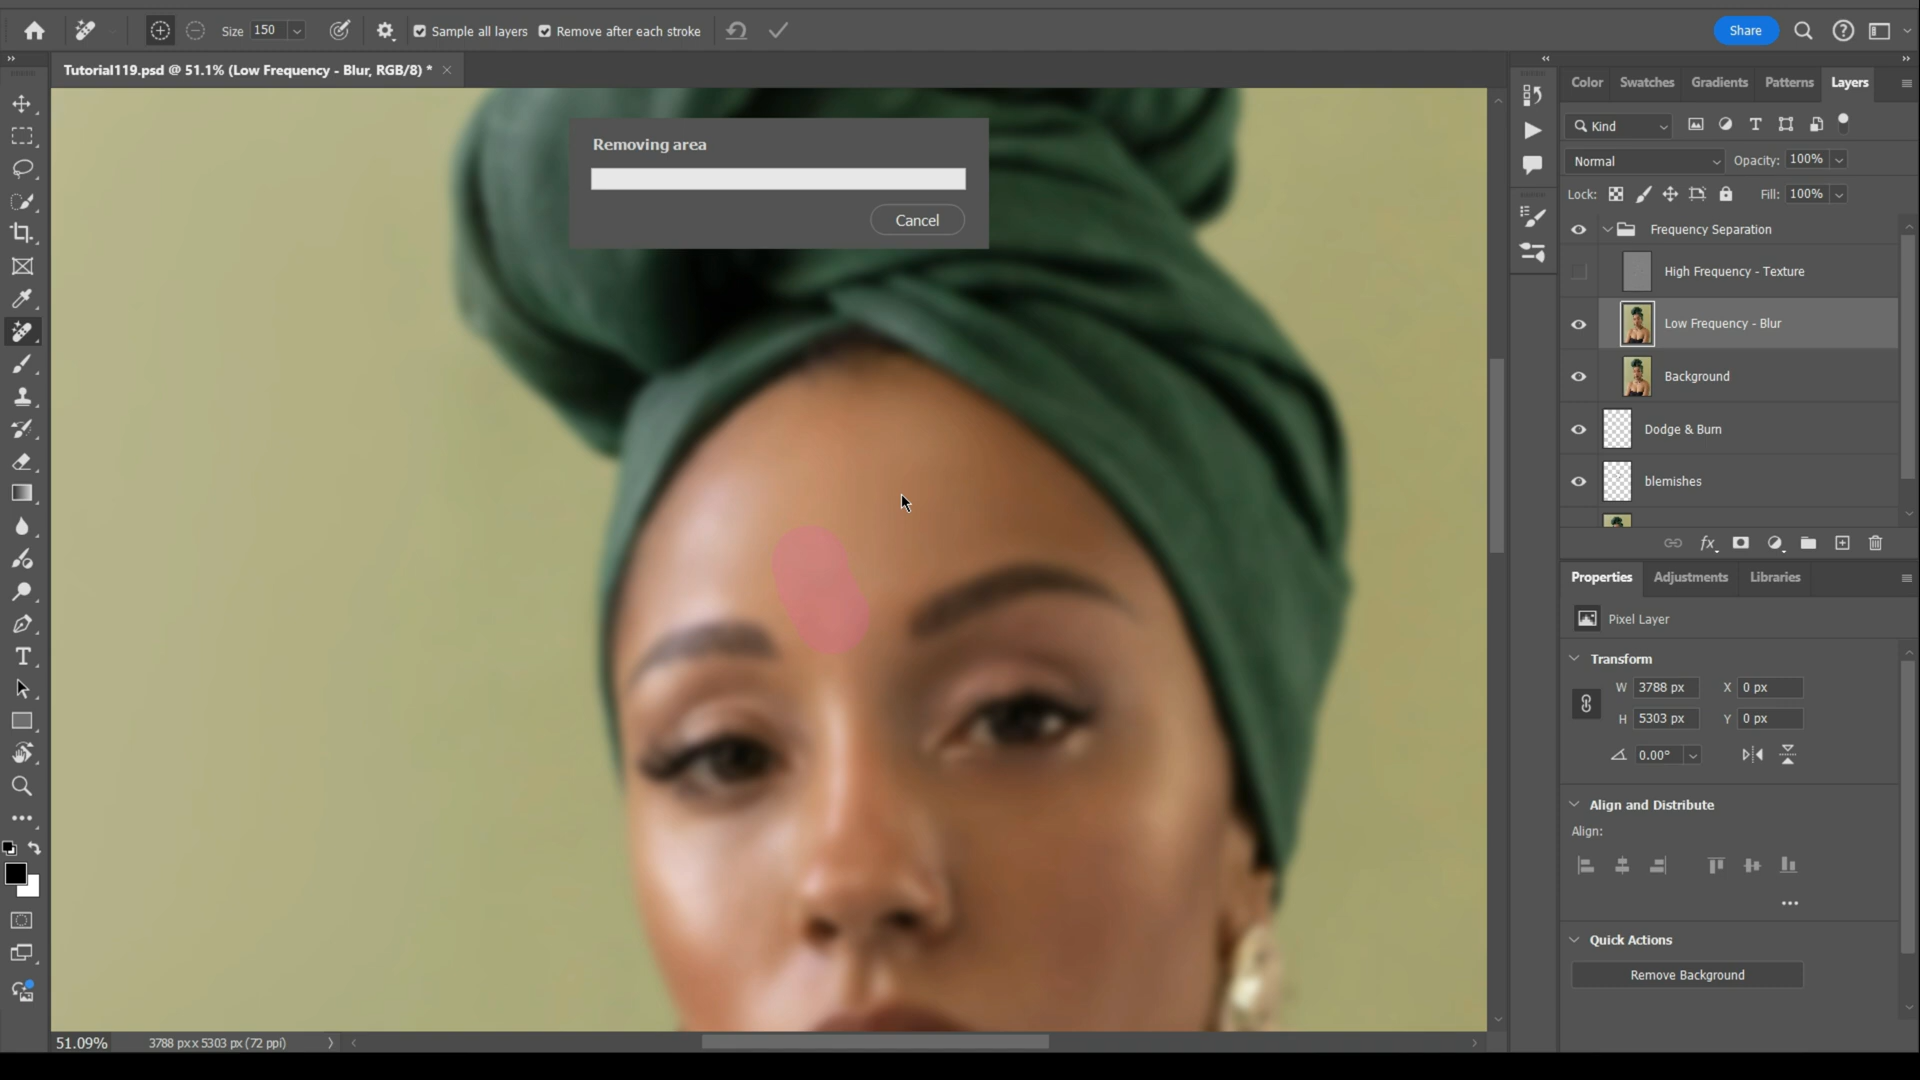 Size 150
Sample all layers
Remove after each stroke
Share
Tutorial119.psd @ 51.1% (Low Frequency - Blur, RGB/8) *
Removing area
Cancel
Color Swatches Gradients Patterns Layers
Kind
Normal Opacity: 100%
Lock: Fill: 100%
Frequency Separation
High Frequency - Texture
Low Frequency - Blur
Background
Dodge & Burn
blemishes
fx
Properties Adjustments Libraries
Pixel Layer
Transform
W 3788 px X 0 px
H 5303 px Y 0 px
0.00°
Align and Distribute
Align:
Quick Actions
Remove Background
51.09% 3788 px x 5303 px (72 ppi)